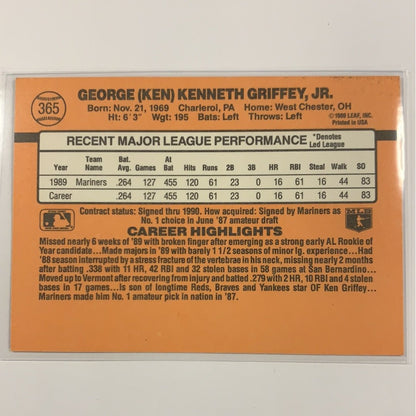 365
GEORGE (KEN) KENNETH GRIFFEY, JR.
Born: Nov. 21, 1969 Charleroi, PA Home: West Chester, OH
Ht: 6' 3" Wgt: 195 Bats: Left Throws: Left
©1989 LEAF, INC.
Printed in USA
RECENT MAJOR LEAGUE PERFORMANCE *Denotes Led League
Year Team Name Bat. Avg. Games At Bat Runs 2B 3B HR RBI Steal Walk SO
1989 Mariners .264 127 455 120 61 23 0 16 61 16 44 83
Career .264 127 455 120 61 23 0 16 61 16 44 83
Contract status: Signed thru 1990. How acquired: Signed by Mariners as
No. 1 choice in June '87 amateur draft
CAREER HIGHLIGHTS
Missed nearly 6 weeks of '89 with broken finger after emerging as a strong early AL Rookie of
Year candidate...Made majors in '89 with barely 1 1/2 seasons of minor lg. experience...Had
'88 season interrupted by a stress fracture of the vertebrae in his neck, missing nearly 2 months
after batting .338 with 11 HR, 42 RBI and 32 stolen bases in 58 games at San Bernardino...
Moved up to Vermont after recovering from injury and batted .279 with 2 HR, 10 RBI and 4 stolen
bases in 17 games...Is son of longtime Reds, Braves and Yankees star OF Ken Griffey...
Mariners made him No. 1 amateur pick in nation in '87.